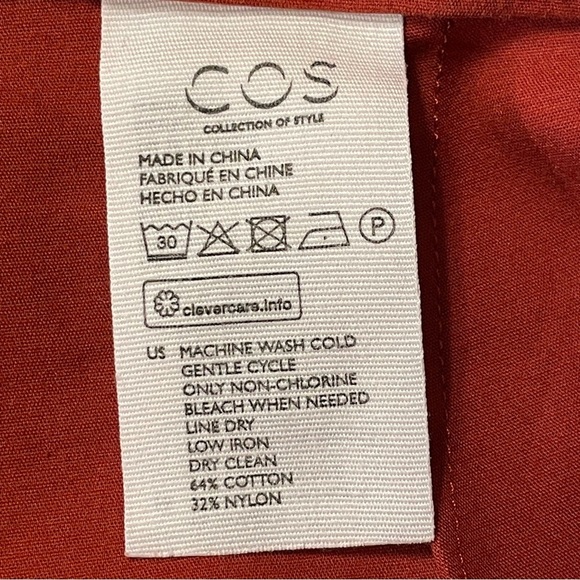 COS
COLLECTION OF STYLE
MADE IN CHINA
FABRIQUÉ EN CHINE
HECHO EN CHINA
30 P
clevercare.info
US MACHINE WASH COLD
GENTLE CYCLE
ONLY NON-CHLORINE
BLEACH WHEN NEEDED
LINE DRY
LOW IRON
DRY CLEAN
64% COTTON
32% NYLON